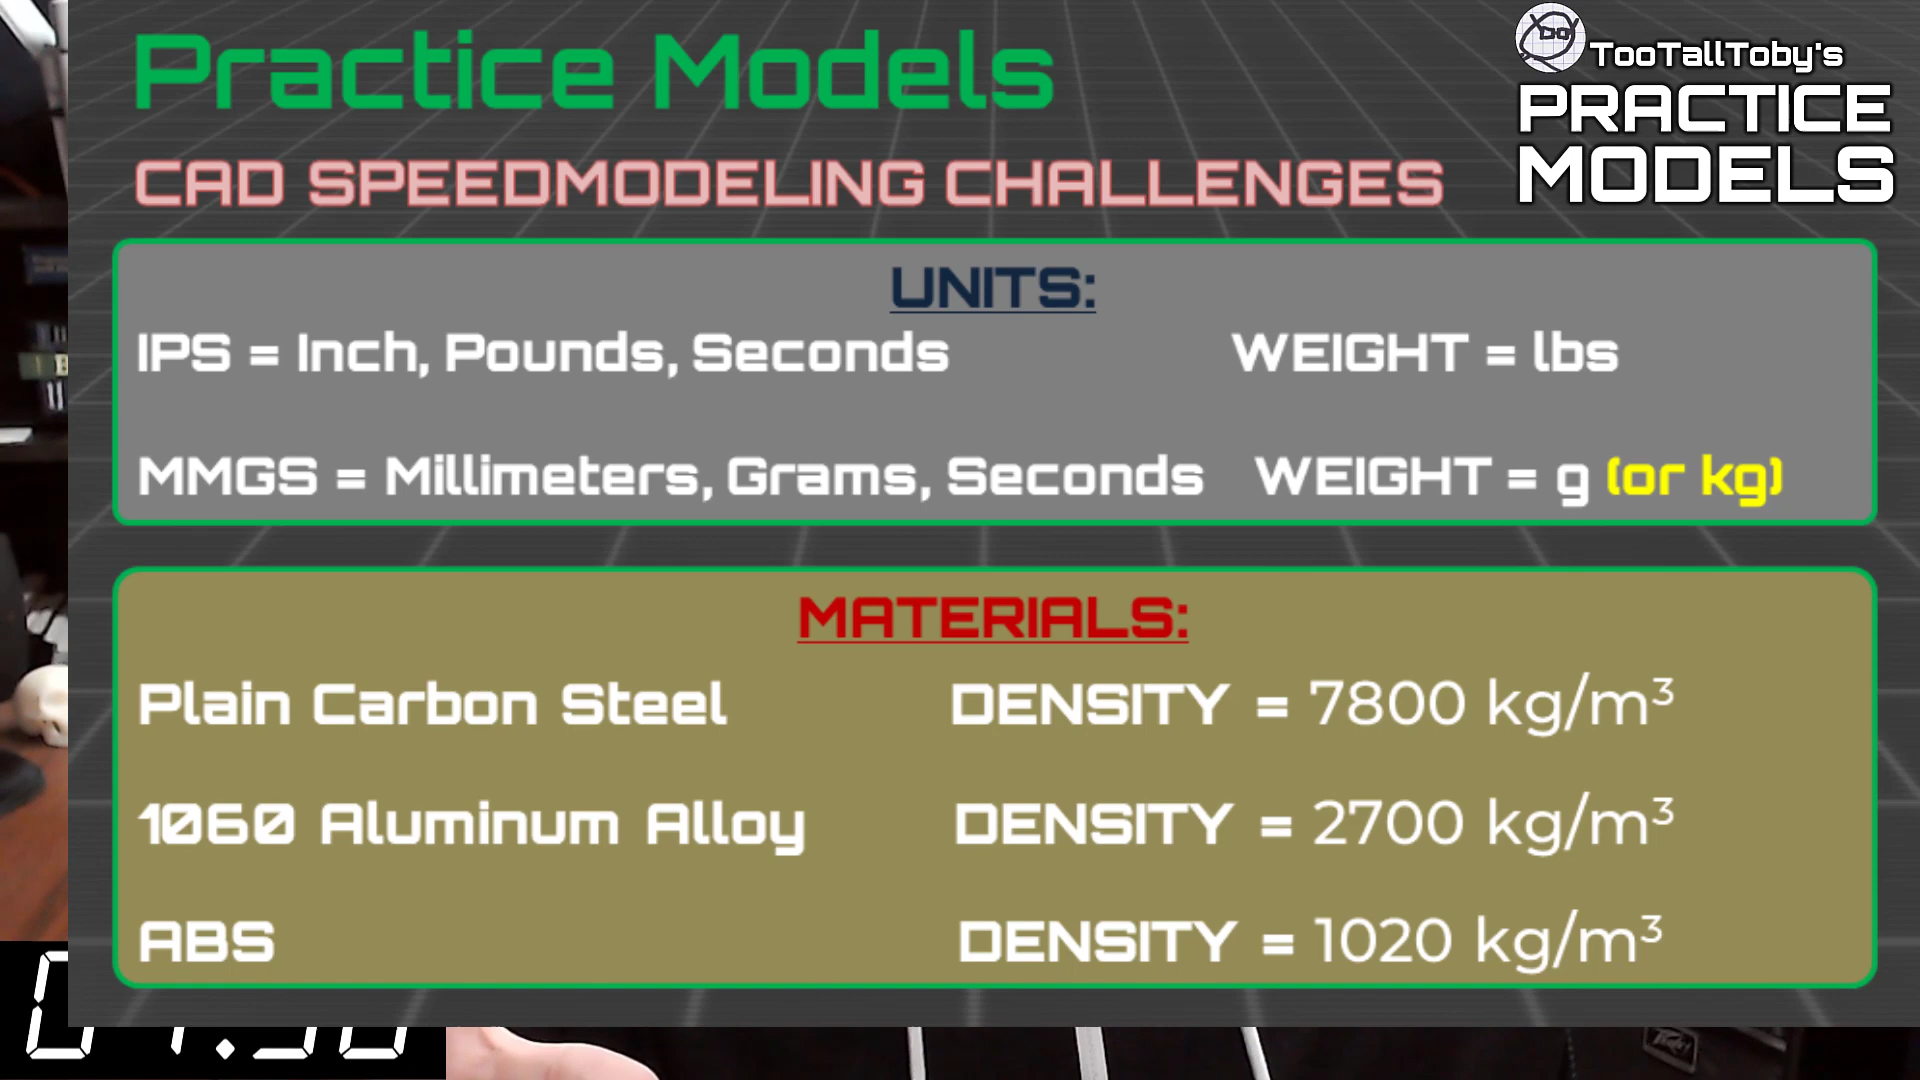 Practice Models
TooTallToby's
PRACTICE
MODELS
CAD SPEEDMODELING CHALLENGES
UNITS:
IPS = Inch, Pounds, Seconds WEIGHT = lbs
MMGS = Millimeters, Grams, Seconds WEIGHT = g (or kg)
MATERIALS:
Plain Carbon Steel DENSITY = 7800 kg/m³
1060 Aluminum Alloy DENSITY = 2700 kg/m³
ABS DENSITY = 1020 kg/m³